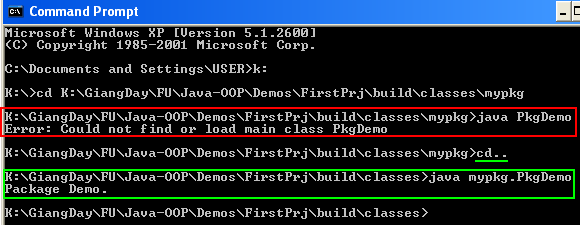 Command Prompt
Microsoft Windows XP [Version 5.1.2600]
(C) Copyright 1985-2001 Microsoft Corp.
C:\Documents and Settings\USER>k:
K:\>cd K:\GiangDay\FU\Java-OOP\Demos\FirstPrj\build\classes\mypkg
K:\GiangDay\FU\Java-OOP\Demos\FirstPrj\build\classes\mypkg>java PkgDemo
Error: Could not find or load main class PkgDemo
K:\GiangDay\FU\Java-OOP\Demos\FirstPrj\build\classes\mypkg>cd..
K:\GiangDay\FU\Java-OOP\Demos\FirstPrj\build\classes>java mypkg.PkgDemo
Package Demo.
K:\GiangDay\FU\Java-OOP\Demos\FirstPrj\build\classes>